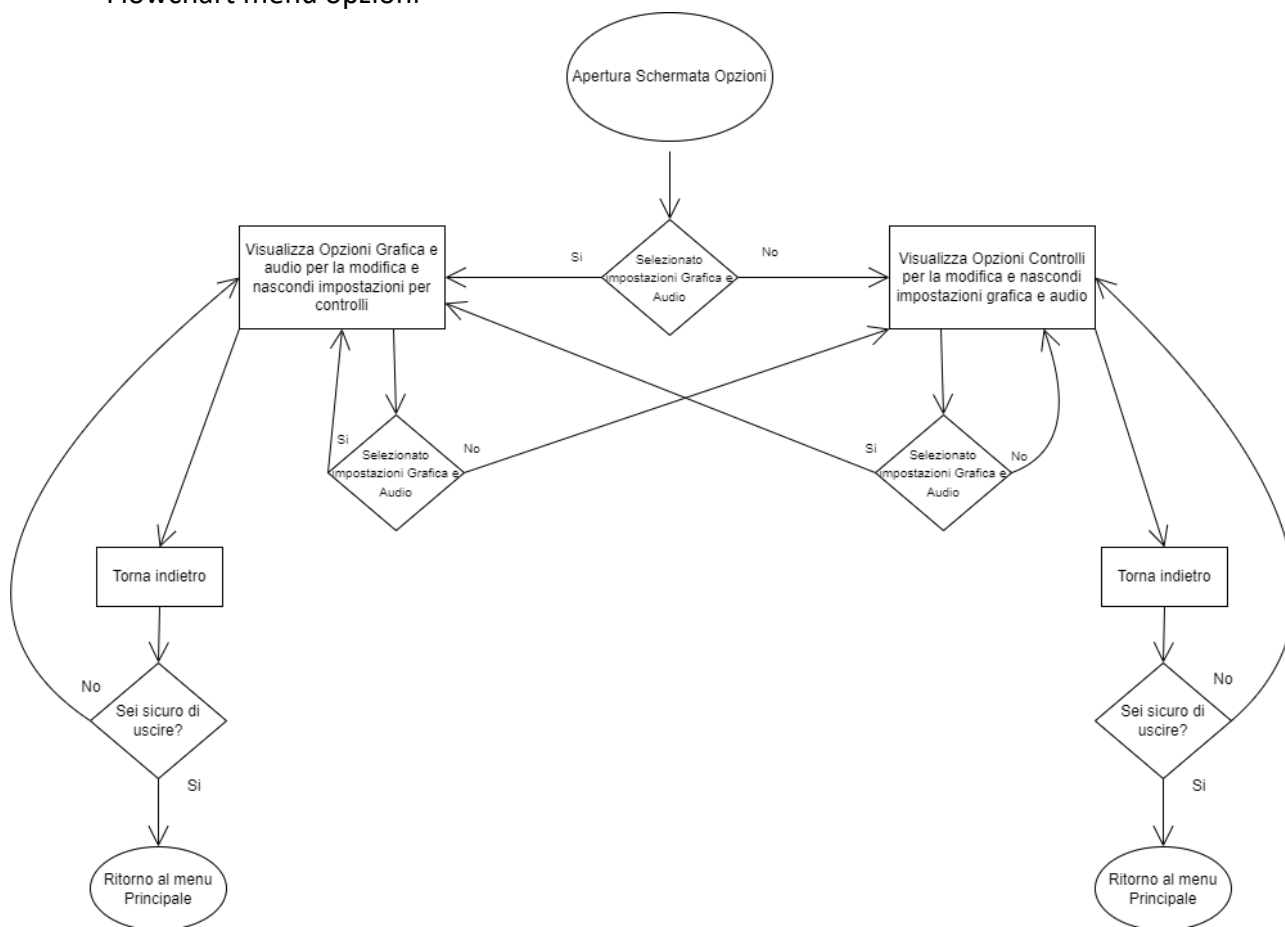 Flowchart menu opzioni
Apertura Schermata Opzioni
Visualizza Opzioni Grafica e
audio per la modifica e
nascondi impostazioni per
controlli
Si
Selezionato
impostazioni Grafica e
Audio
No
Visualizza Opzioni Controlli
per la modifica e nascondi
impostazioni grafica e audio
Si
Selezionato
impostazioni Grafica e
Audio
No
Si
Selezionato
impostazioni Grafica e
Audio
No
Torna indietro
Torna indietro
No
Sei sicuro di
uscire?
Si
No
Sei sicuro di
uscire?
Si
Ritorno al menu
Principale
Ritorno al menu
Principale